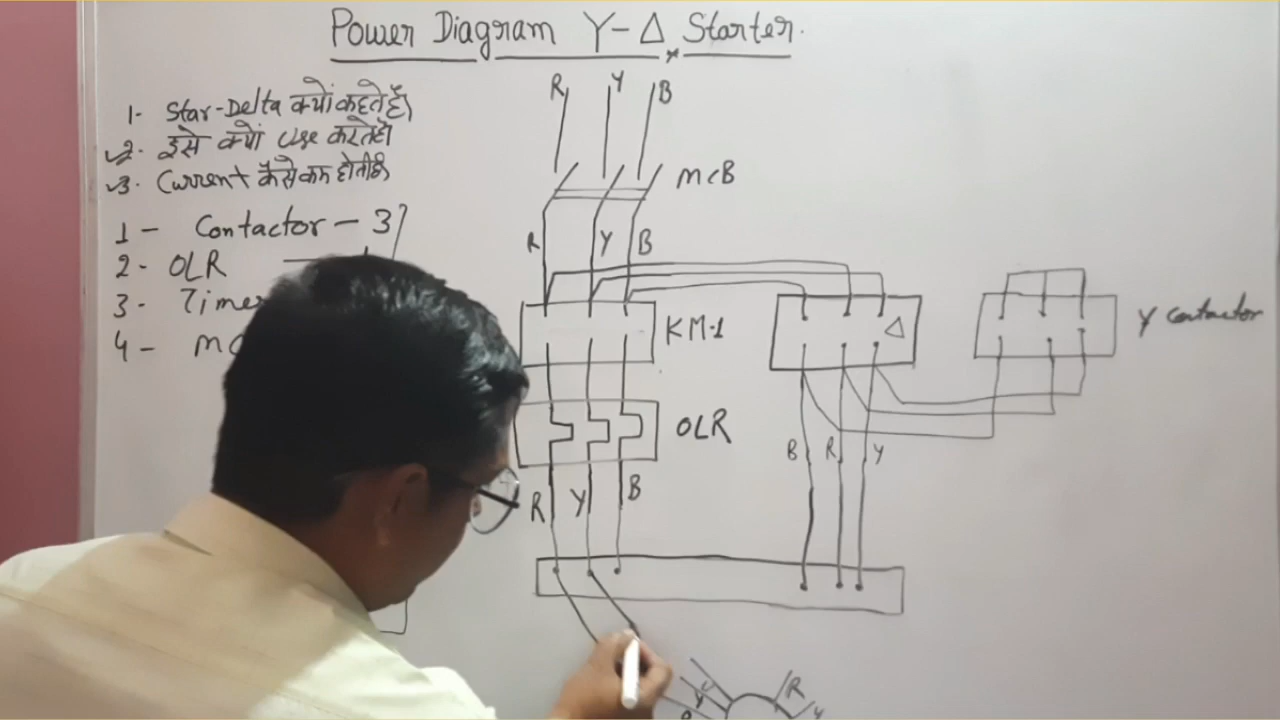 Power Diagram Y-Δ Starter.
R Y B
1- Star-Delta क्यों कहते हैं।
2. इसे क्यों Use करते है।
3. Current कैसे कम होती है
McB
1- Contactor - 3
R Y B
2- OLR
3- Time
KM-1
Δ
Y Contactor
4-
OLR
B R Y
R Y B
R
Y